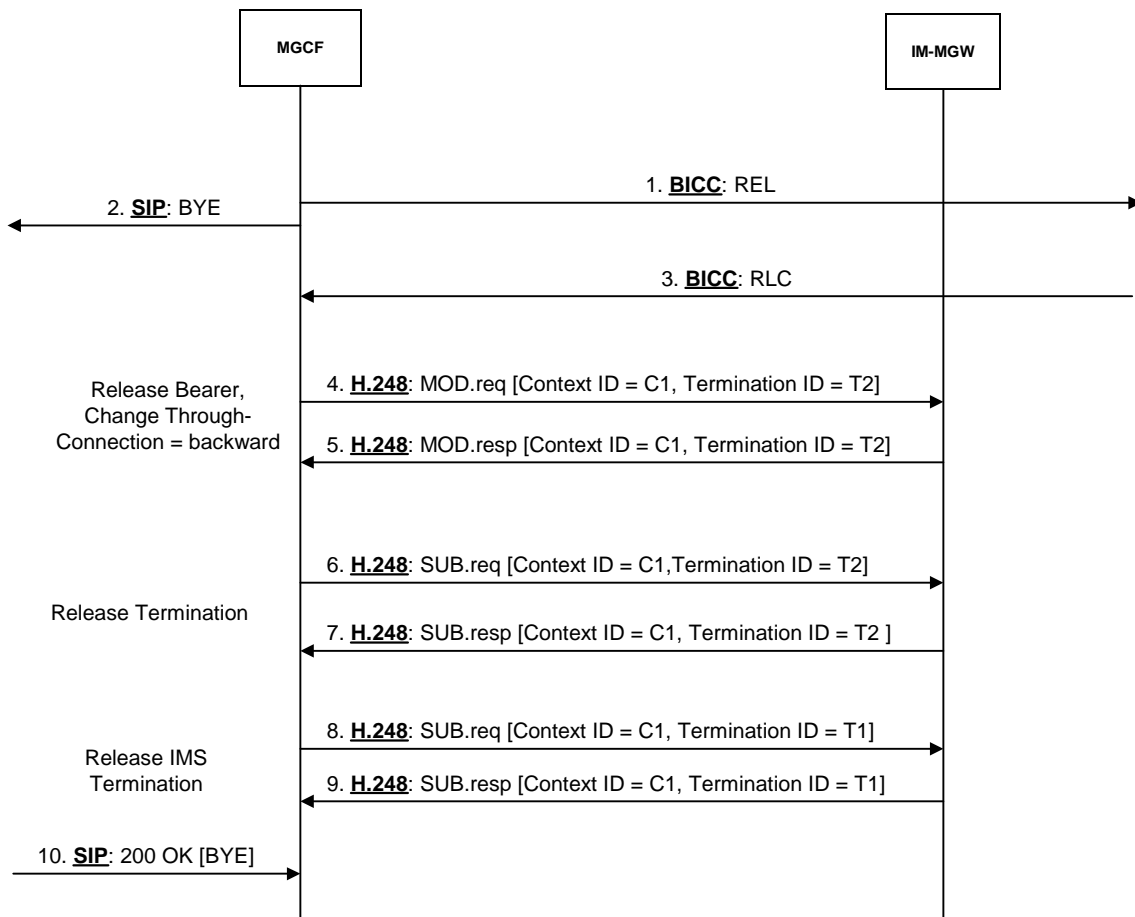 MGCF
IM-MGW
1. BICC: REL
2. SIP: BYE
3. BICC: RLC
Release Bearer,
Change Through-
Connection = backward
4. H.248: MOD.req [Context ID = C1, Termination ID = T2]
5. H.248: MOD.resp [Context ID = C1, Termination ID = T2]
6. H.248: SUB.req [Context ID = C1,Termination ID = T2]
Release Termination
7. H.248: SUB.resp [Context ID = C1, Termination ID = T2 ]
8. H.248: SUB.req [Context ID = C1, Termination ID = T1]
Release IMS
Termination
9. H.248: SUB.resp [Context ID = C1, Termination ID = T1]
10. SIP: 200 OK [BYE]